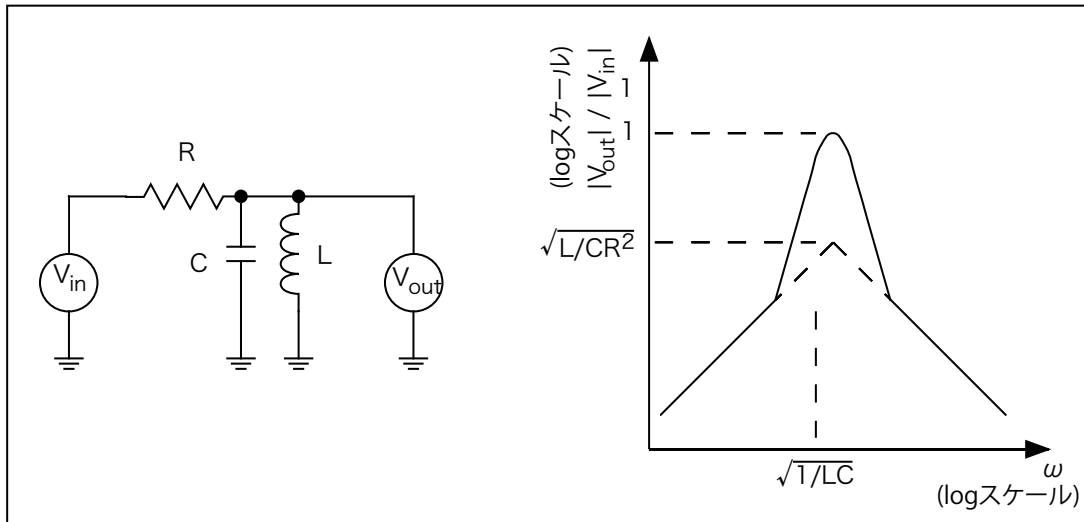 R
C
L
V_in
V_out
(logスケール)
|V_out| / |V_in|
1
1
√L/CR²
√1/LC
ω
(logスケール)